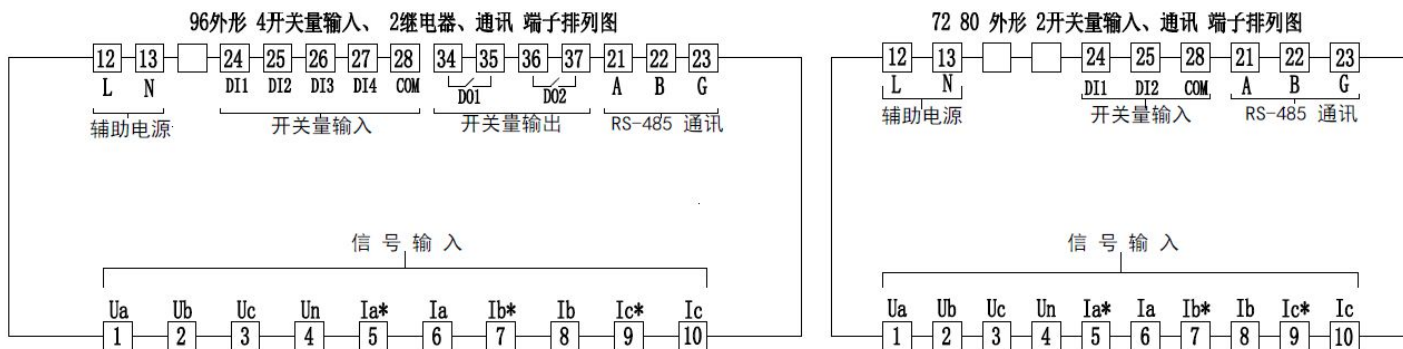 96外形 4开关量输入、 2继电器、通讯 端子排列图
12 13 24 25 26 27 28 34 35 36 37 21 22 23
L N DI1 DI2 DI3 DI4 COM DO1 DO2 A B G
辅助电源 开关量输入 开关量输出 RS-485 通讯
信 号 输 入
Ua Ub Uc Un Ia* Ia Ib* Ib Ic* Ic
1 2 3 4 5 6 7 8 9 10
72 80 外形 2开关量输入、通讯 端子排列图
12 13 24 25 28 21 22 23
L N DI1 DI2 COM A B G
辅助电源 开关量输入 RS-485 通讯
信 号 输 入
Ua Ub Uc Un Ia* Ia Ib* Ib Ic* Ic
1 2 3 4 5 6 7 8 9 10